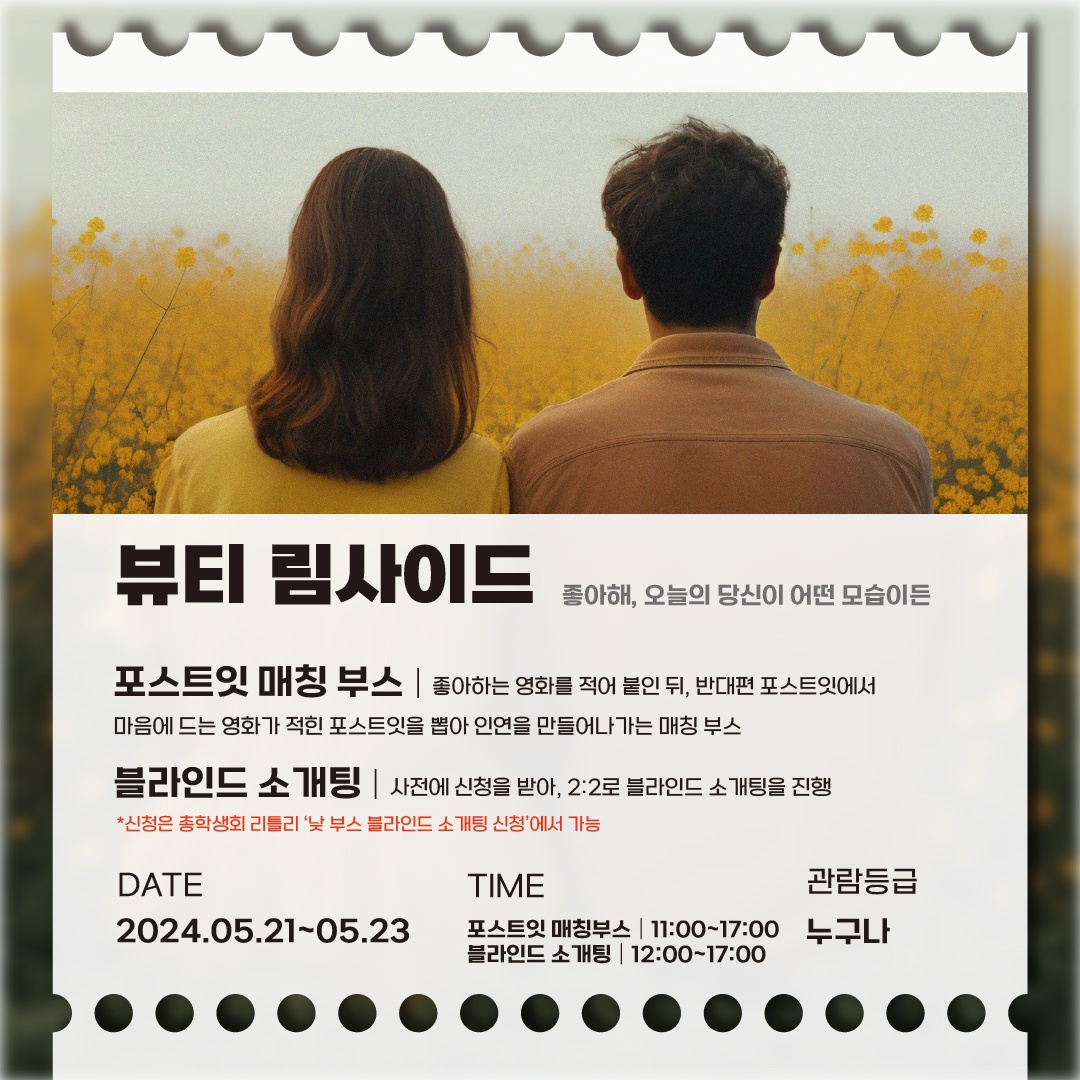 뷰티 림사이드
좋아해, 오늘의 당신이 어떤 모습이든
포스트잇 매칭 부스 | 좋아하는 영화를 적어 붙인 뒤, 반대편 포스트잇에서
마음에 드는 영화가 적힌 포스트잇을 뽑아 인연을 만들어나가는 매칭 부스
블라인드 소개팅 | 사전에 신청을 받아, 2:2로 블라인드 소개팅을 진행
*신청은 총학생회 리틀리 ‘낮 부스 블라인드 소개팅 신청’에서 가능
DATE
2024.05.21~05.23
TIME
포스트잇 매칭부스 | 11:00~17:00
블라인드 소개팅 | 12:00~17:00
관람등급
누구나